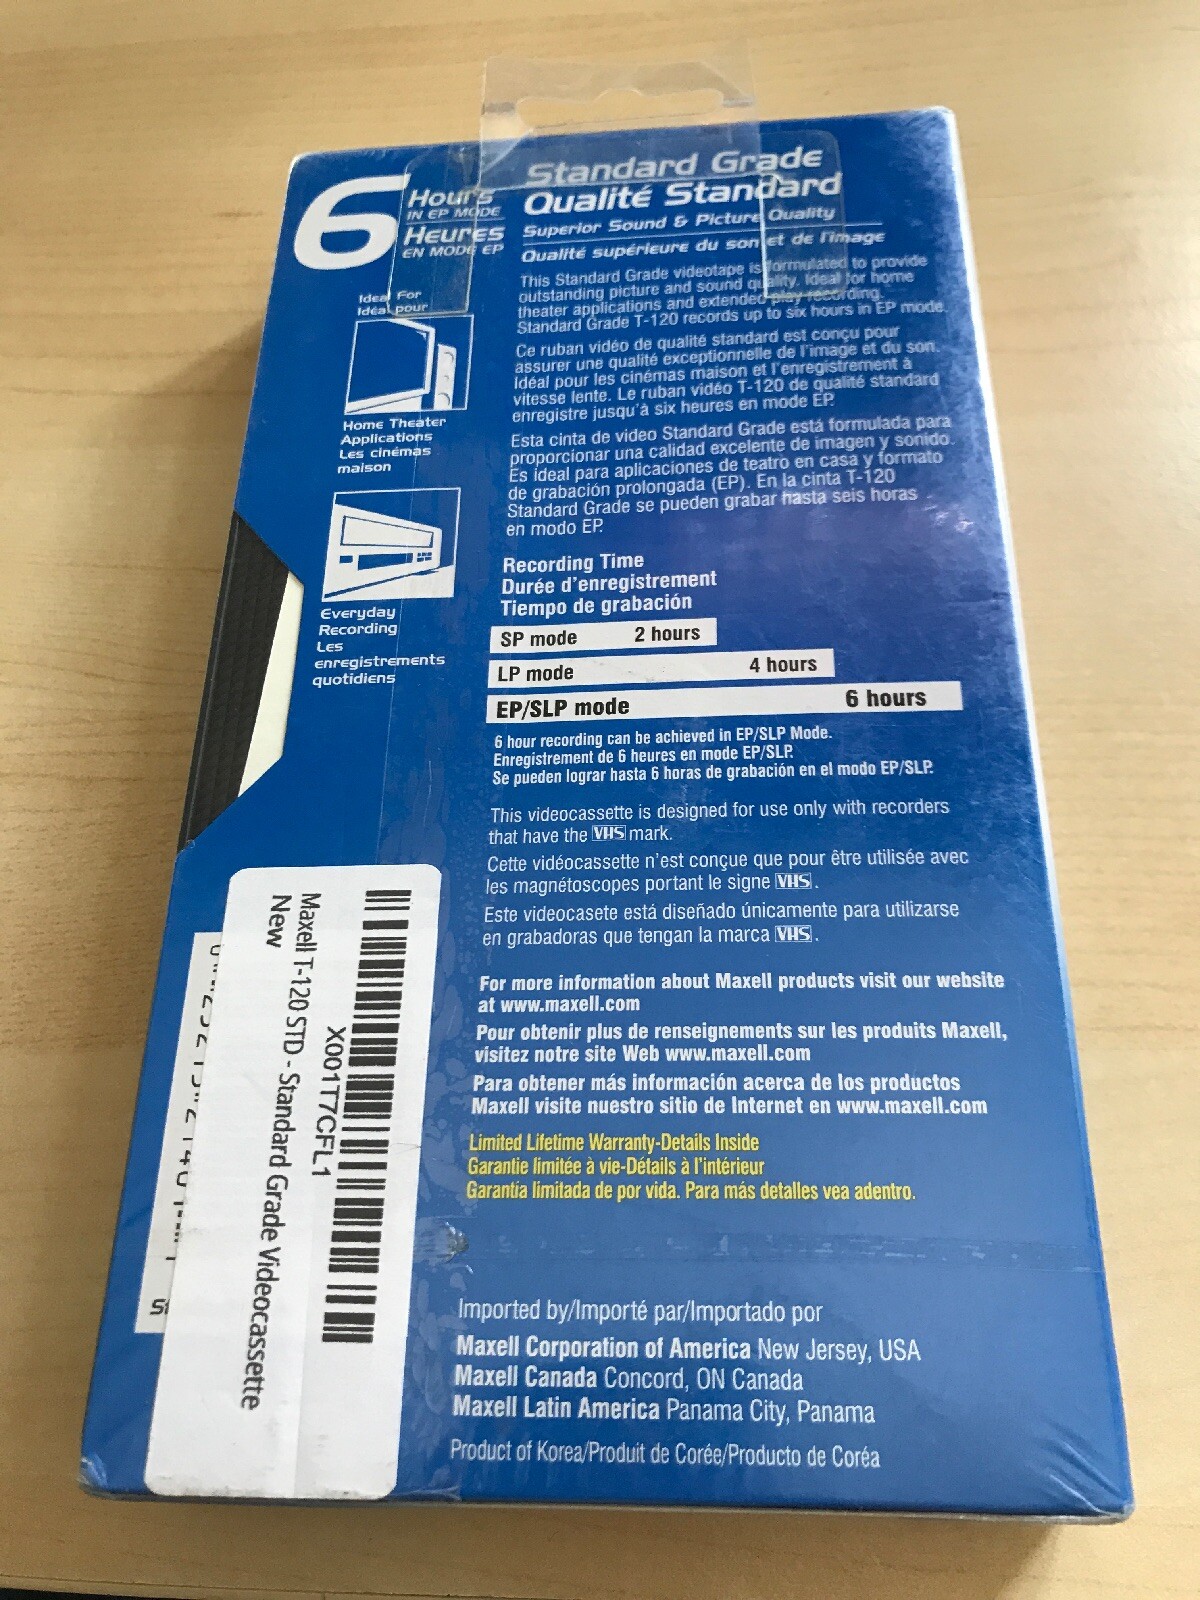 6 Hours
IN EP MODE
Heures
EN MODE EP
Ideal For
Idéal pour
Home Theater
Applications
Les cinémas
maison
Everyday
Recording
Les
enregistrements
quotidiens
Standard Grade
Qualité Standard
Superior Sound & Picture Quality
Qualité supérieure du son et de l'image
This Standard Grade videotape is formulated to provide
outstanding picture and sound quality. Ideal for home
theater applications and extended play recording.
Standard Grade T-120 records up to six hours in EP mode.
Ce ruban vidéo de qualité standard est conçu pour
assurer une qualité exceptionnelle de l'image et du son.
Idéal pour les cinémas maison et l'enregistrement à
vitesse lente. Le ruban vidéo T-120 de qualité standard
enregistre jusqu'à six heures en mode EP.
Esta cinta de video Standard Grade está formulada para
proporcionar una calidad excelente de imagen y sonido.
Es ideal para aplicaciones de teatro en casa y formato
de grabación prolongada (EP). En la cinta T-120
Standard Grade se pueden grabar hasta seis horas
en modo EP.
Recording Time
Durée d'enregistrement
Tiempo de grabación
SP mode 2 hours
LP mode 4 hours
EP/SLP mode 6 hours
6 hour recording can be achieved in EP/SLP Mode.
Enregistrement de 6 heures en mode EP/SLP.
Se pueden lograr hasta 6 horas de grabación en el modo EP/SLP.
This videocassette is designed for use only with recorders
that have the VHS mark.
Cette vidéocassette n'est conçue que pour être utilisée avec
les magnétoscopes portant le signe VHS.
Este videocasete está diseñado únicamente para utilizarse
en grabadoras que tengan la marca VHS.
For more information about Maxell products visit our website
at www.maxell.com
Pour obtenir plus de renseignements sur les produits Maxell,
visitez notre site Web www.maxell.com
Para obtener más información acerca de los productos
Maxell visite nuestro sitio de Internet en www.maxell.com
Limited Lifetime Warranty-Details Inside
Garantie limitée à vie-Détails à l'intérieur
Garantía limitada de por vida. Para más detalles vea adentro.
Imported by/Importé par/Importado por
Maxell Corporation of America New Jersey, USA
Maxell Canada Concord, ON Canada
Maxell Latin America Panama City, Panama
Product of Korea/Produit de Corée/Producto de Coréa
X001T7CFL1
Maxell T-120 STD - Standard Grade Videocassette
New